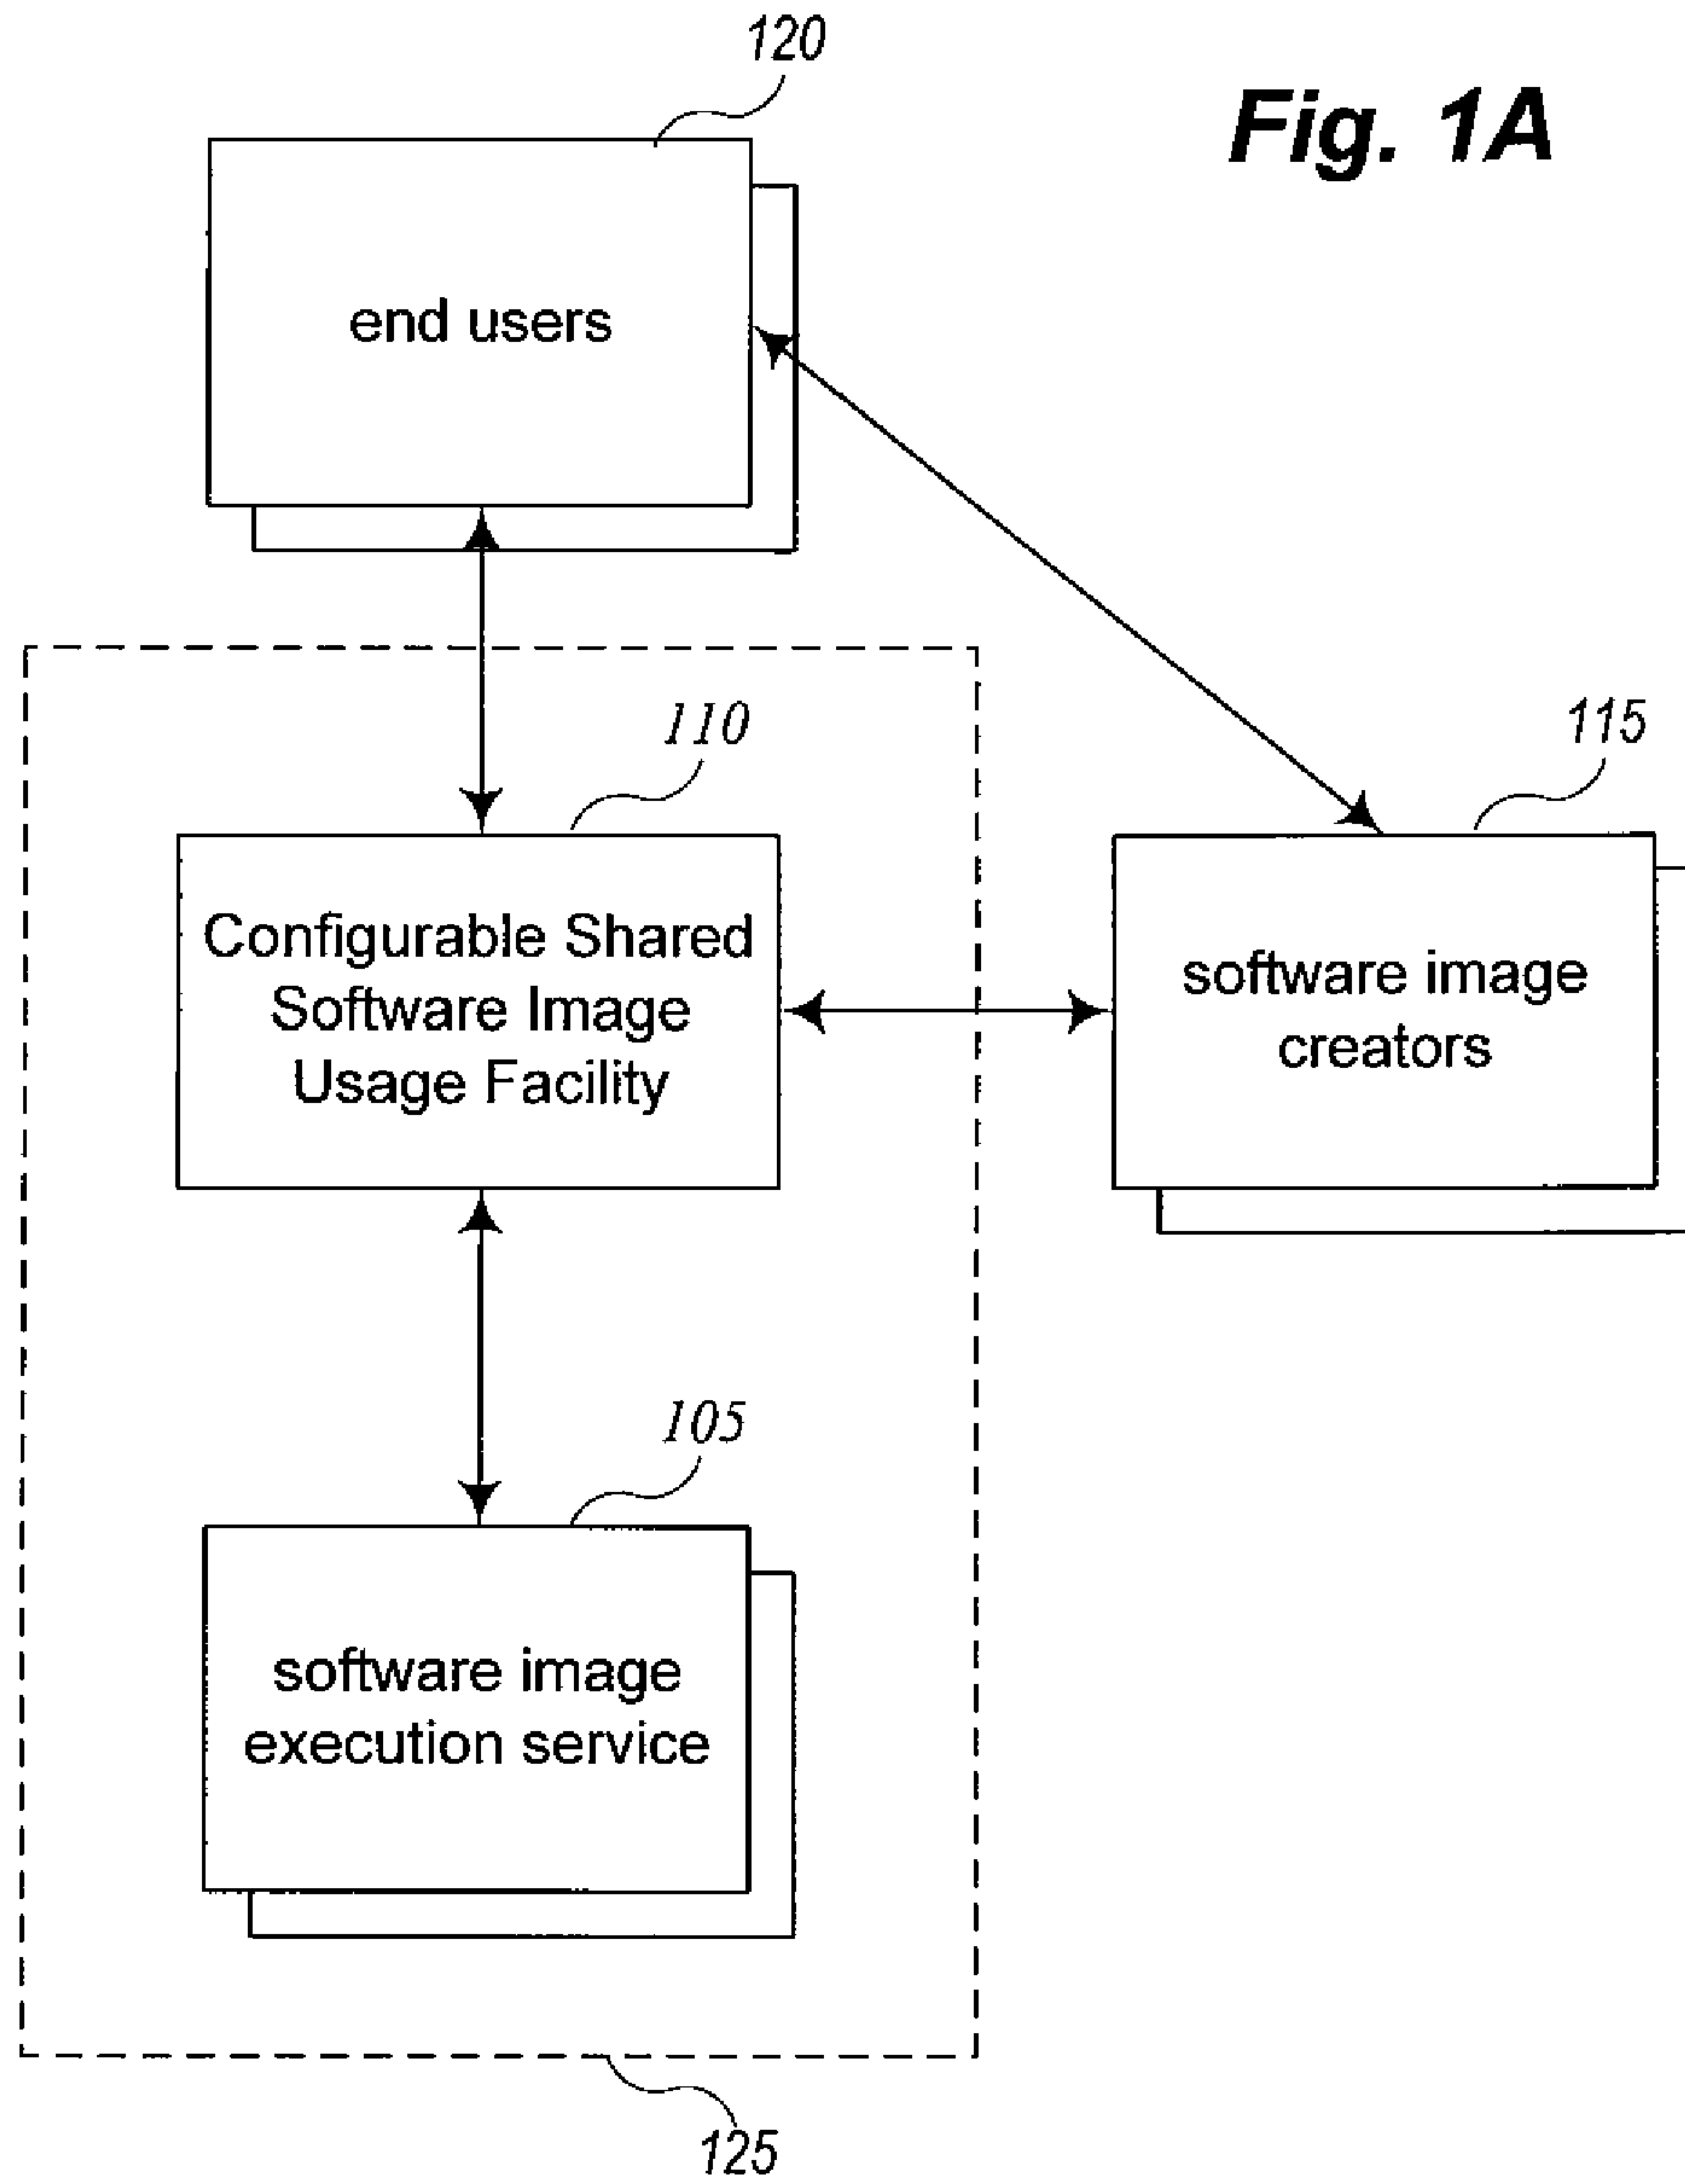 120
Fig. 1A
end users
110
115
Configurable Shared
Software Image
Usage Facility
software image
creators
105
software image
execution service
125